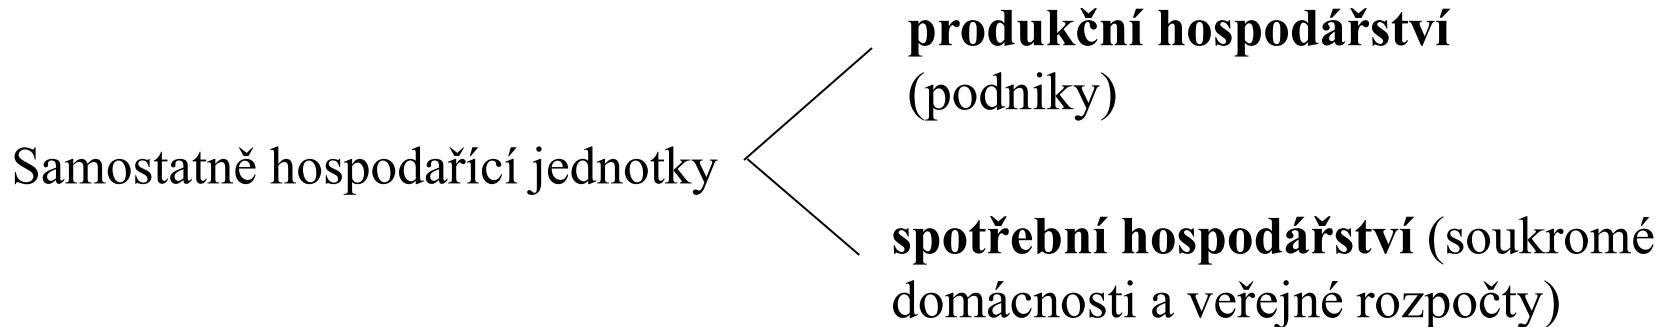 produkční hospodářství
(podniky)
Samostatně hospodařící jednotky
spotřební hospodářství (soukromé
domácnosti a veřejné rozpočty)